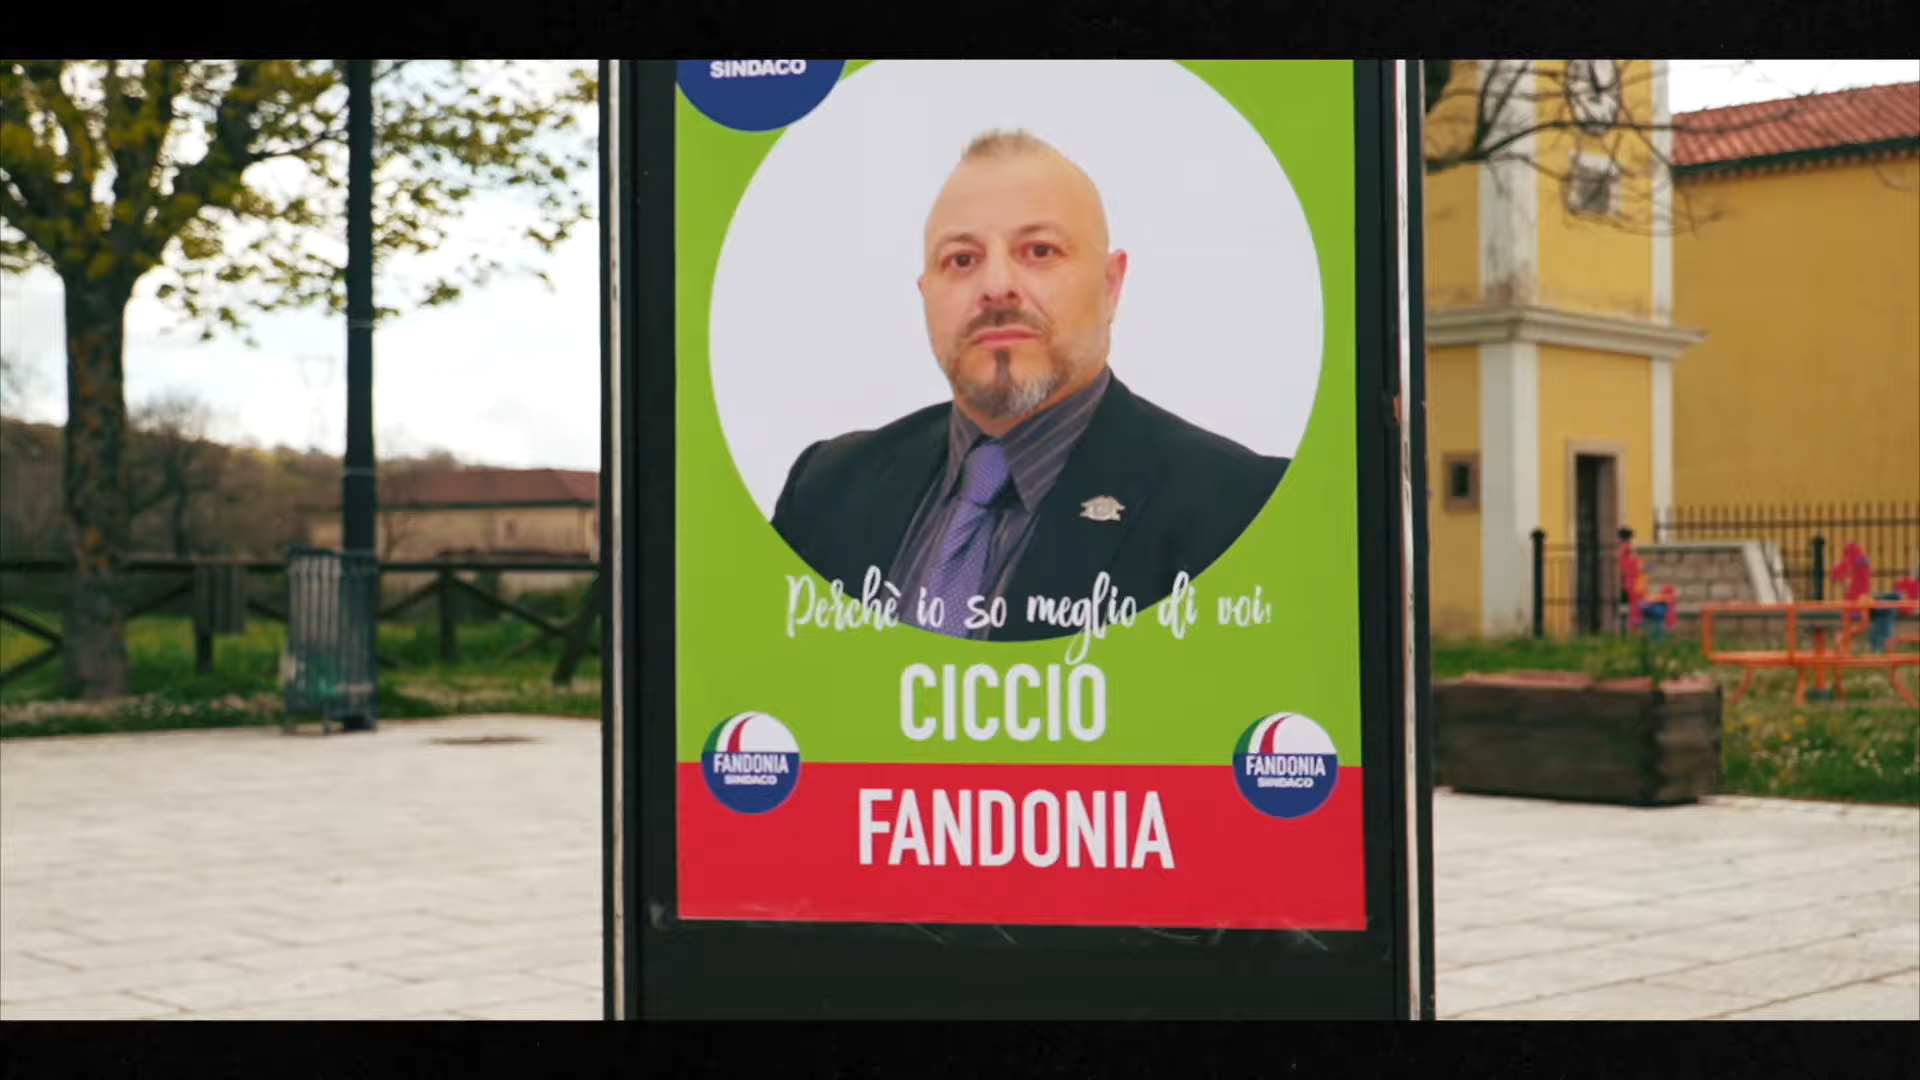 SINDACO
Perchè io so meglio di voi!
CICCIO
FANDONIA
SINDACO
FANDONIA
SINDACO
FANDONIA